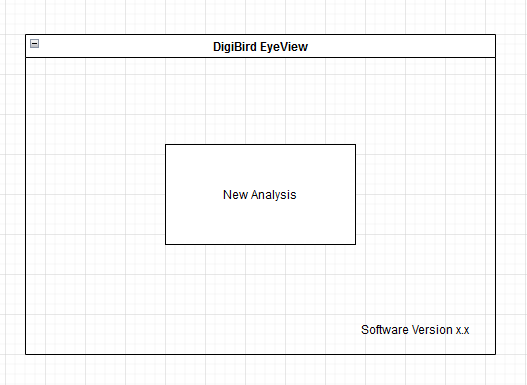 DigiBird EyeView
New Analysis
Software Version x.x